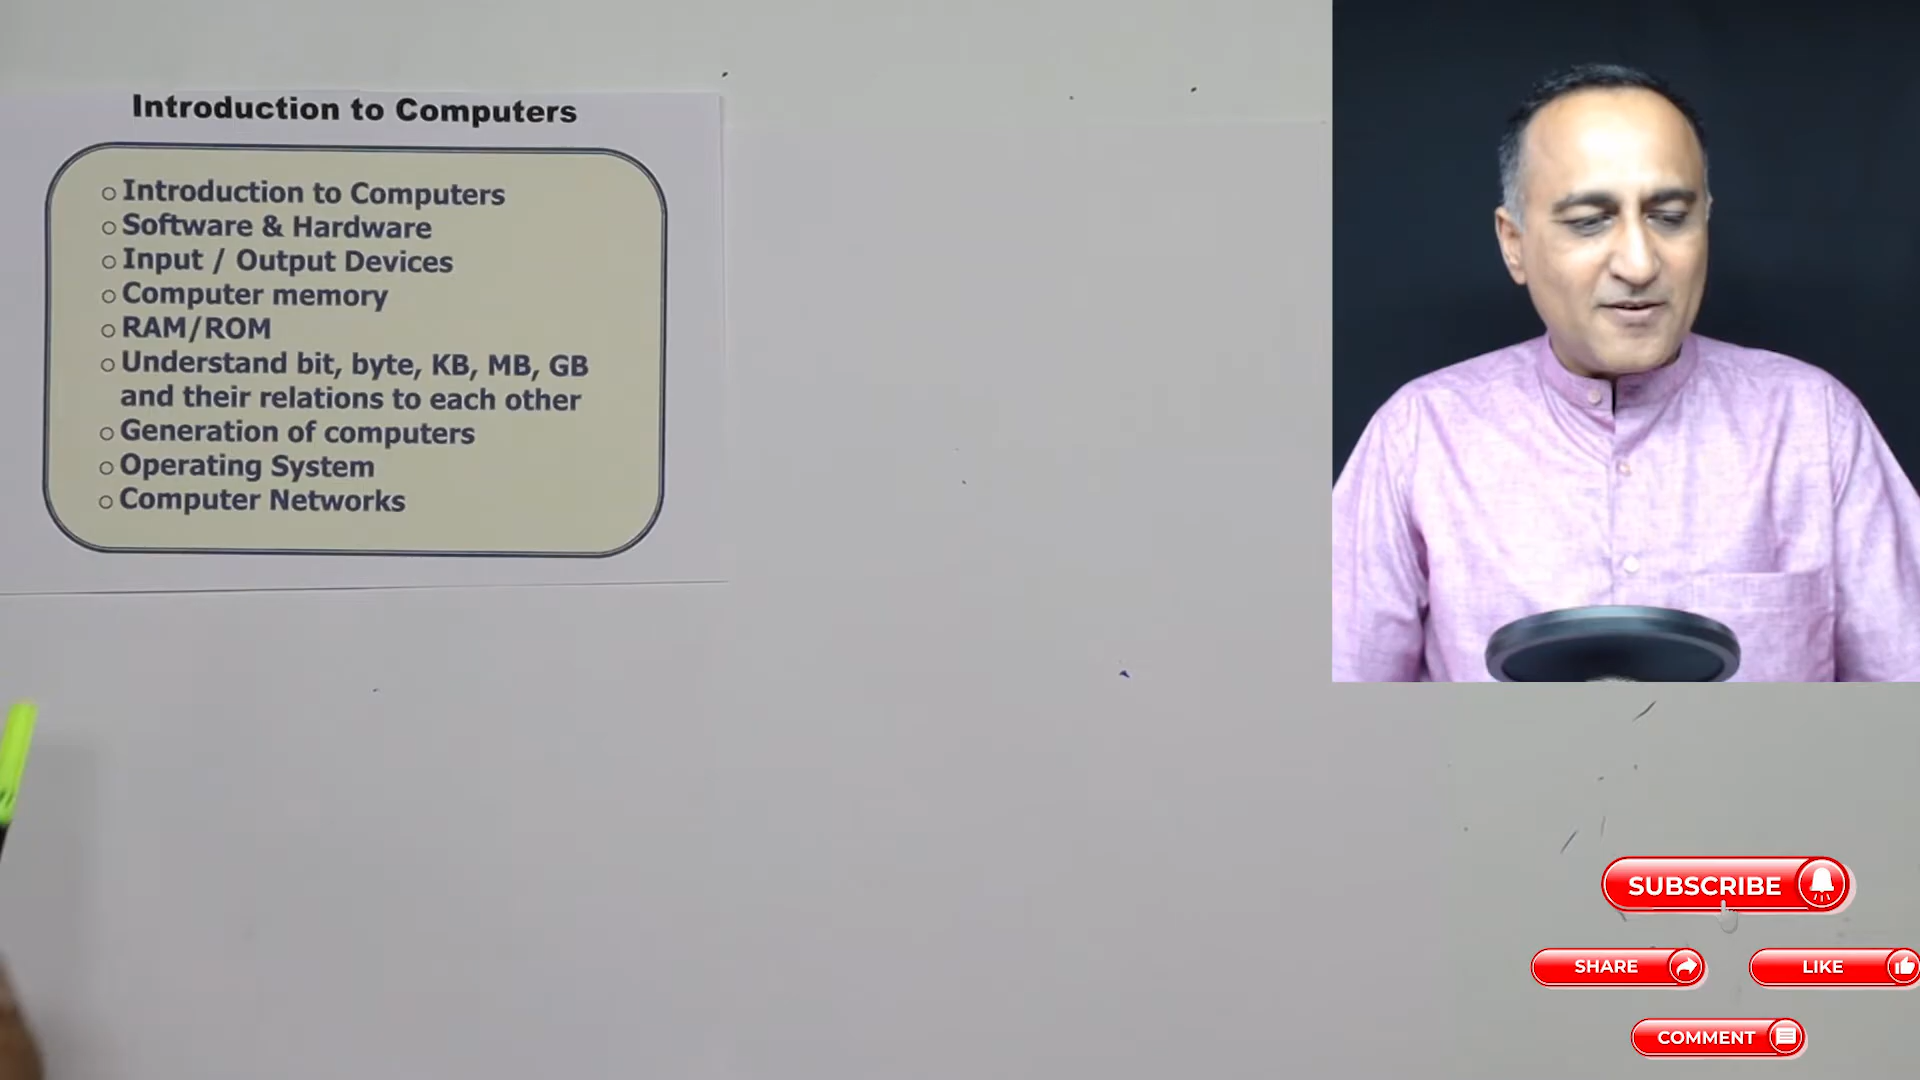 Introduction to Computers
○ Introduction to Computers
○ Software & Hardware
○ Input / Output Devices
○ Computer memory
○ RAM/ROM
○ Understand bit, byte, KB, MB, GB
and their relations to each other
○ Generation of computers
○ Operating System
○ Computer Networks
SUBSCRIBE
SHARE
LIKE
COMMENT